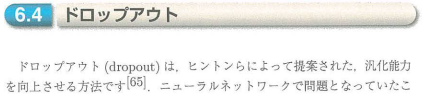 6.4 ドロップアウト
ドロップアウト (dropout) は，ヒントンらによって提案された，汎化能力
を向上させる方法です[65]．ニューラルネットワークで問題となっていたこ